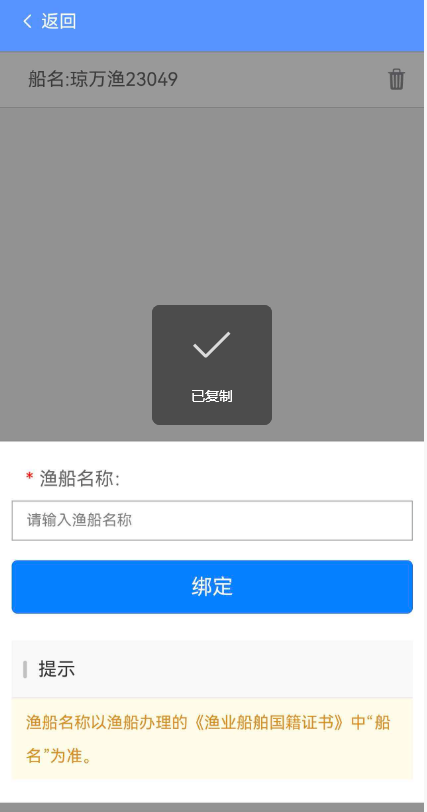 返回
船名:琼万渔23049
已复制
* 渔船名称:
请输入渔船名称
绑定
提示
渔船名称以渔船办理的《渔业船舶国籍证书》中“船
名”为准。